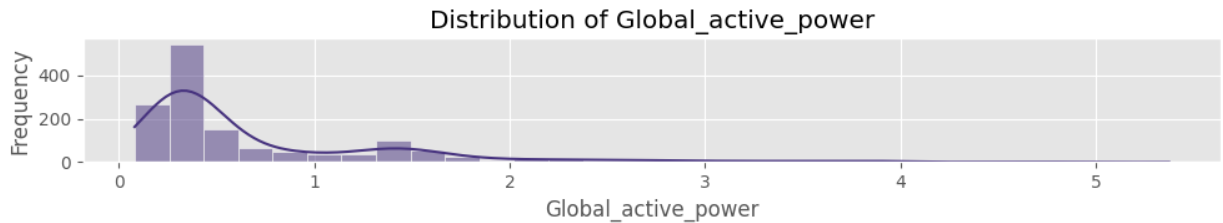 Distribution of Global_active_power
Frequency
400
200
0
0 1 2 3 4 5
Global_active_power